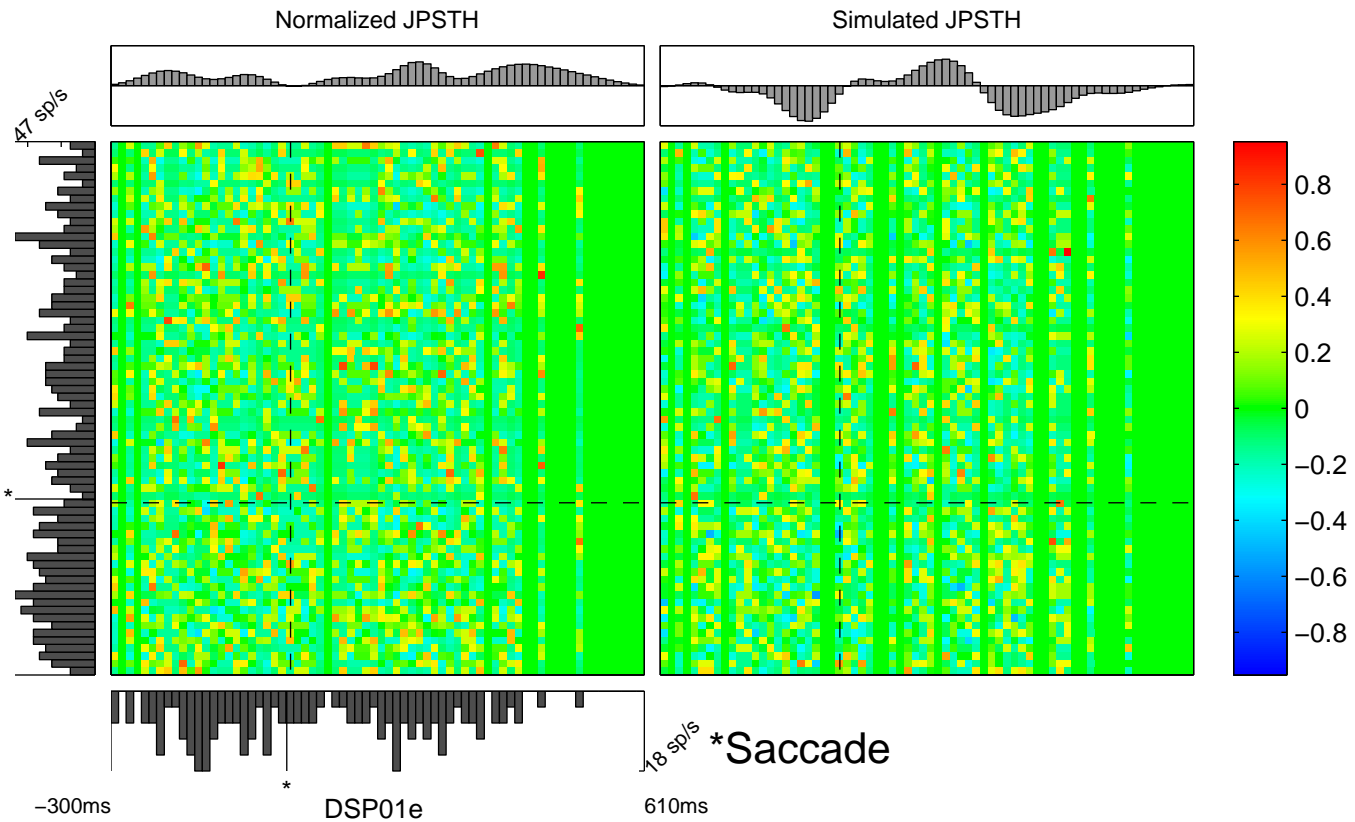 Normalized JPSTH
Simulated JPSTH
47 sp/s
0.8
0.6
0.4
0.2
0
−0.2
−0.4
−0.6
−0.8
*
18 sp/s
*Saccade
*
−300ms
DSP01e
610ms